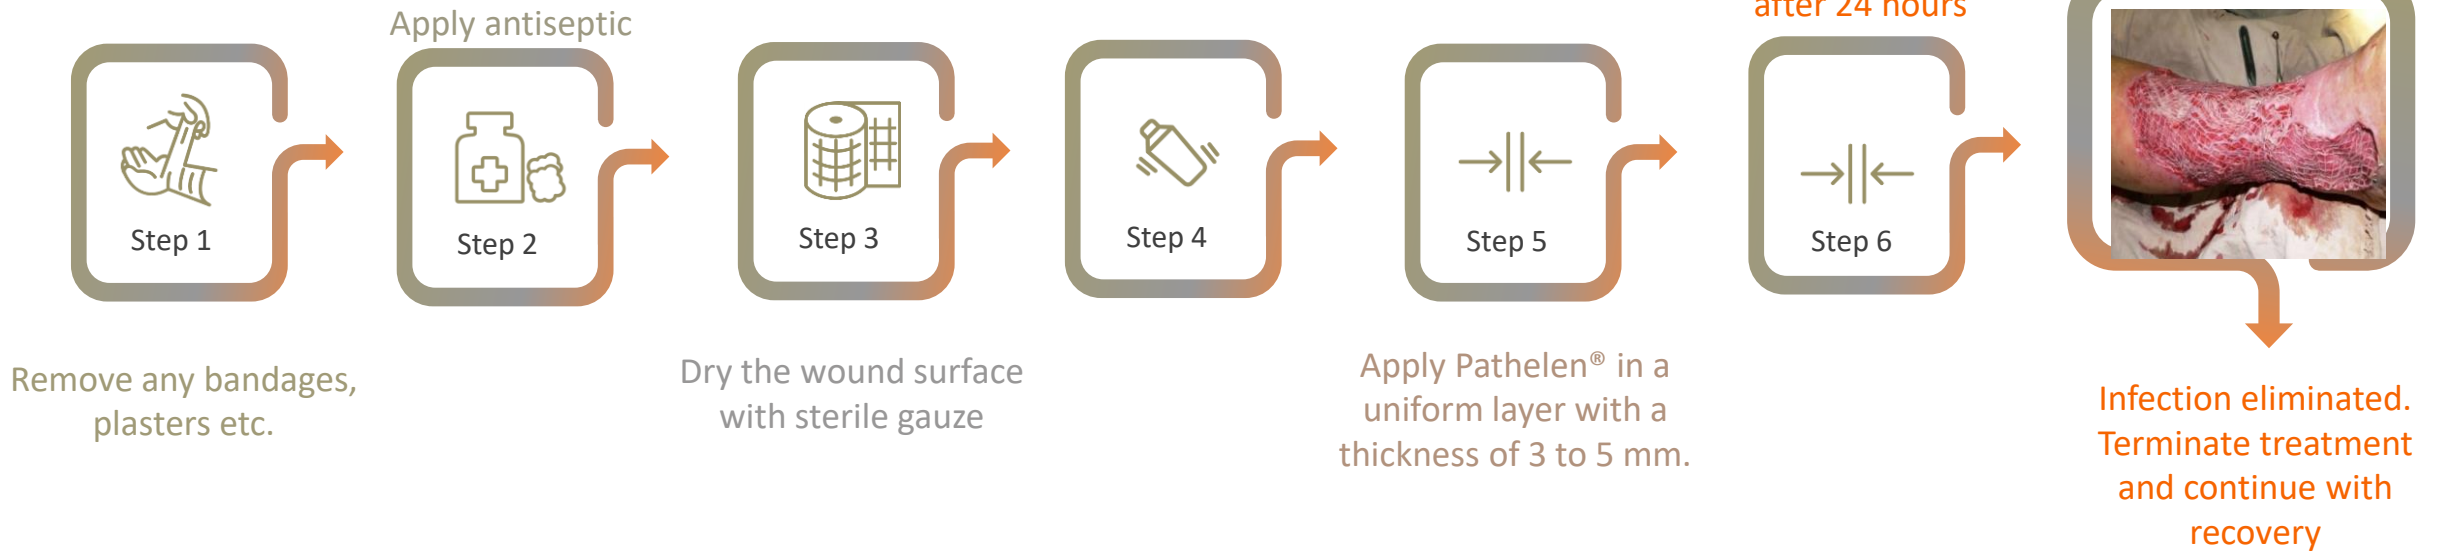 Apply antiseptic
after 24 hours
Step 1
Step 2
Step 3
Step 4
Step 5
Step 6
Remove any bandages,
plasters etc.
Dry the wound surface
with sterile gauze
Apply Pathelen® in a
uniform layer with a
thickness of 3 to 5 mm.
Infection eliminated.
Terminate treatment
and continue with
recovery